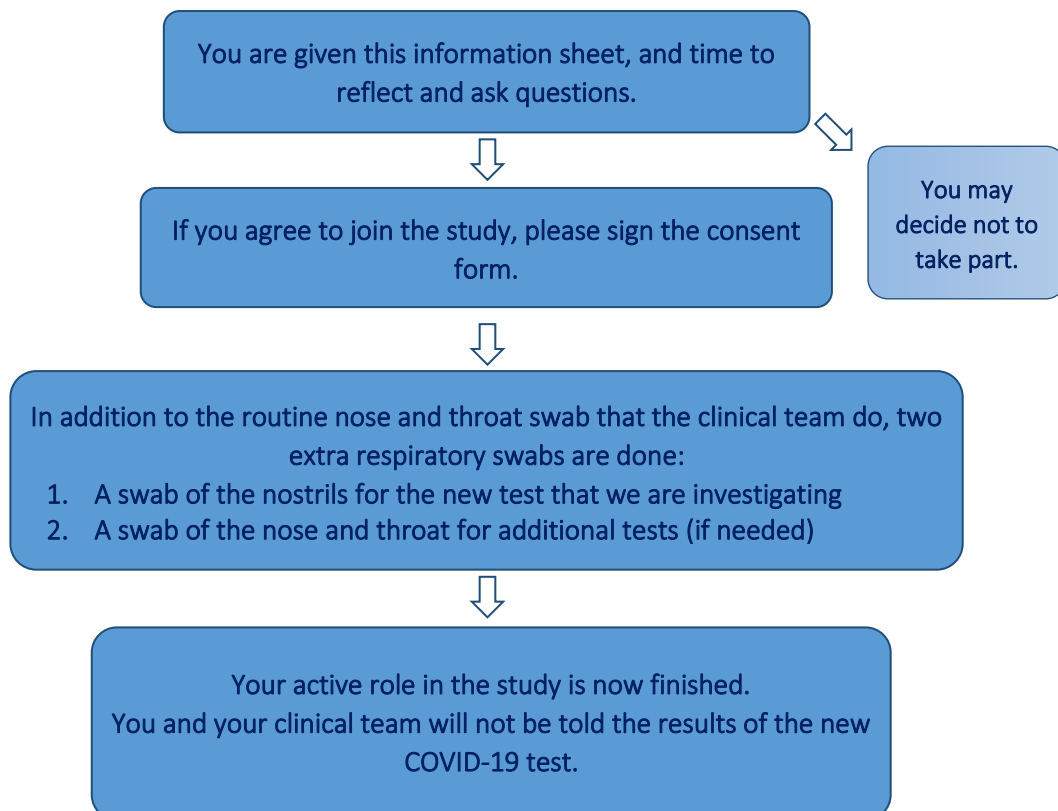 You are given this information sheet, and time to
reflect and ask questions.
You may
decide not to
take part.
If you agree to join the study, please sign the consent
form.
In addition to the routine nose and throat swab that the clinical team do, two
extra respiratory swabs are done:
1. A swab of the nostrils for the new test that we are investigating
2. A swab of the nose and throat for additional tests (if needed)
Your active role in the study is now finished.
You and your clinical team will not be told the results of the new
COVID-19 test.